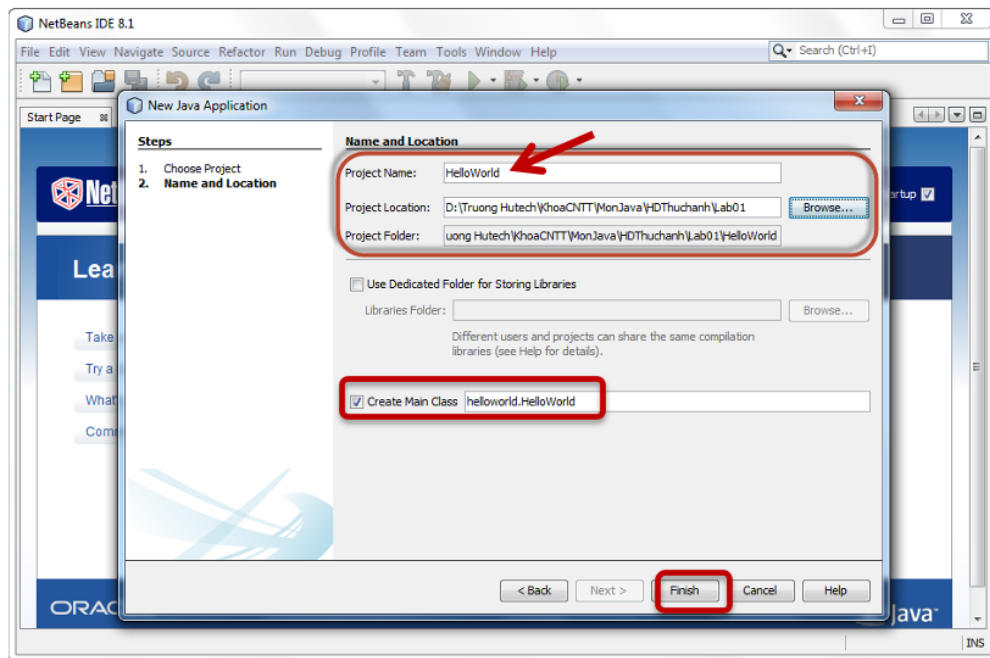 NetBeans IDE 8.1
File Edit View Navigate Source Refactor Run Debug Profile Team Tools Window Help
Search (Ctrl+I)
New Java Application
Start Page
Steps
1. Choose Project
2. Name and Location
Name and Location
Project Name: HelloWorld
Project Location: D:\Truong Hutech\KhoaCNTT\MonJava\HDThuchanh\Lab01 Browse...
Project Folder: uong Hutech\KhoaCNTT\MonJava\HDThuchanh\Lab01\HelloWorld
Use Dedicated Folder for Storing Libraries
Libraries Folder: Browse...
Different users and projects can share the same compilation
libraries (see Help for details).
Create Main Class helloworld.HelloWorld
Net
Lea
Take
Try a
What'
Comm
artup
< Back Next > Finish Cancel Help
ORAC
Java
INS